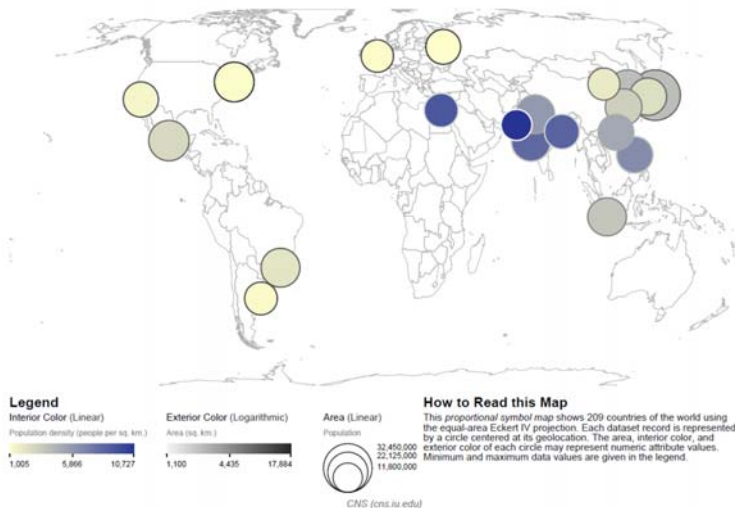 Legend
Interior Color (Linear)
Population density (people per sq. km.)
1,005 5,866 10,727
Exterior Color (Logarithmic)
Area (sq. km.)
1,100 4,435 17,884
Area (Linear)
Population
32,450,000
22,125,000
11,800,000
How to Read this Map
This proportional symbol map shows 209 countries of the world using
the equal-area Eckert IV projection. Each dataset record is represented
by a circle centered at its geolocation. The area, interior color, and
exterior color of each circle may represent numeric attribute values.
Minimum and maximum data values are given in the legend.
CNS (cns.iu.edu)